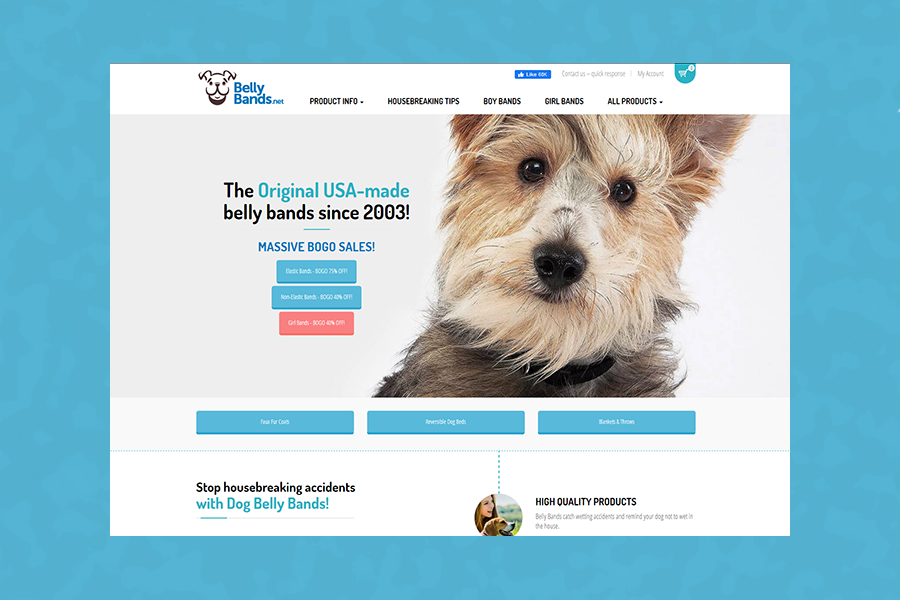 Belly
Bands.net
Like 60K
Contact us – quick response
My Account
PRODUCT INFO
HOUSEBREAKING TIPS
BOY BANDS
GIRL BANDS
ALL PRODUCTS
The Original USA-made
belly bands since 2003!
MASSIVE BOGO SALES!
Elastic Bands - BOGO 75% OFF!
Non-Elastic Bands - BOGO 40% OFF!
Girl Bands - BOGO 40% OFF!
Faux Fur Coats
Reversible Dog Beds
Blankets & Throws
Stop housebreaking accidents
with Dog Belly Bands!
HIGH QUALITY PRODUCTS
Belly Bands catch wetting accidents and remind your dog not to wet in
the house.